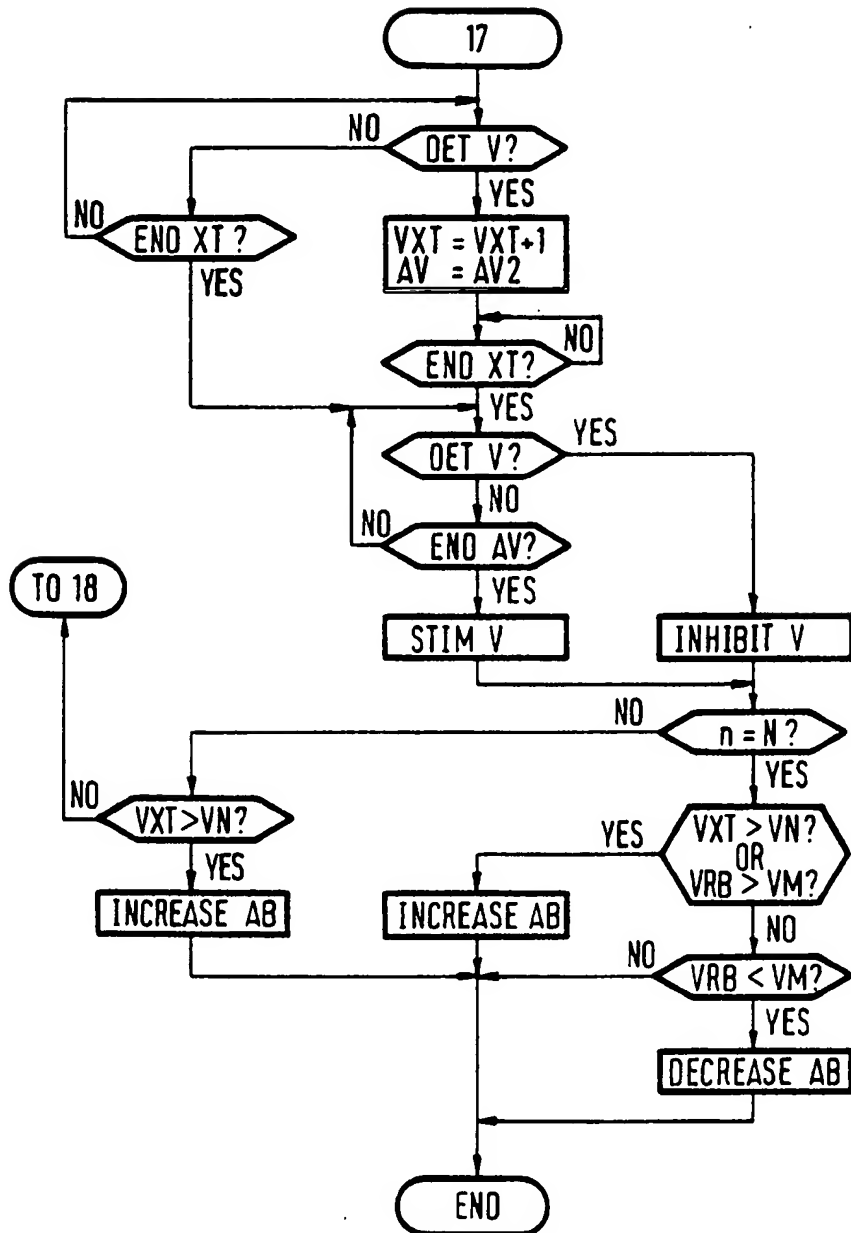 17
NO
DET V?
YES
NO
END XT?
YES
VXT = VXT+1
AV = AV2
NO
END XT?
YES
DET V?
YES
NO
NO
END AV?
YES
TO 18
STIM V
INHIBIT V
NO
n = N?
YES
NO
VXT>VN?
YES
YES
VXT > VN?
OR
VRB > VM?
NO
INCREASE AB
INCREASE AB
NO
VRB < VM?
YES
DECREASE AB
END